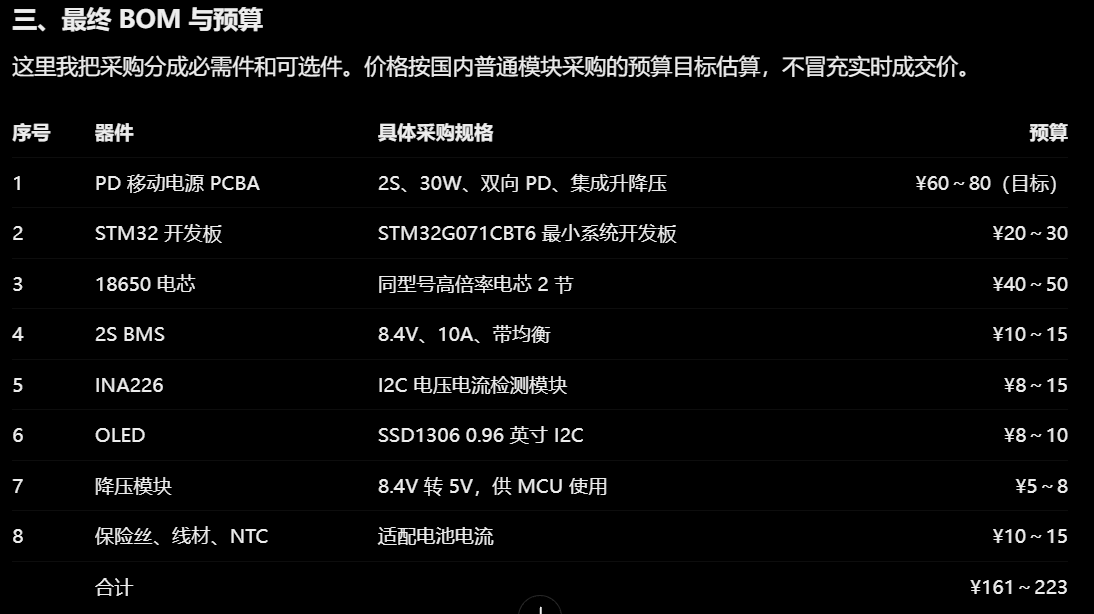 三、最终 BOM 与预算
这里我把采购分成必需件和可选件。价格按国内普通模块采购的预算目标估算，不冒充实时成交价。
序号 器件 具体采购规格 预算
1 PD 移动电源 PCBA 2S、30W、双向 PD、集成升降压 ¥60～80（目标）
2 STM32 开发板 STM32G071CBT6 最小系统开发板 ¥20～30
3 18650 电芯 同型号高倍率电芯 2 节 ¥40～50
4 2S BMS 8.4V、10A、带均衡 ¥10～15
5 INA226 I2C 电压电流检测模块 ¥8～15
6 OLED SSD1306 0.96 英寸 I2C ¥8～10
7 降压模块 8.4V 转 5V，供 MCU 使用 ¥5～8
8 保险丝、线材、NTC 适配电池电流 ¥10～15
合计 ¥161～223